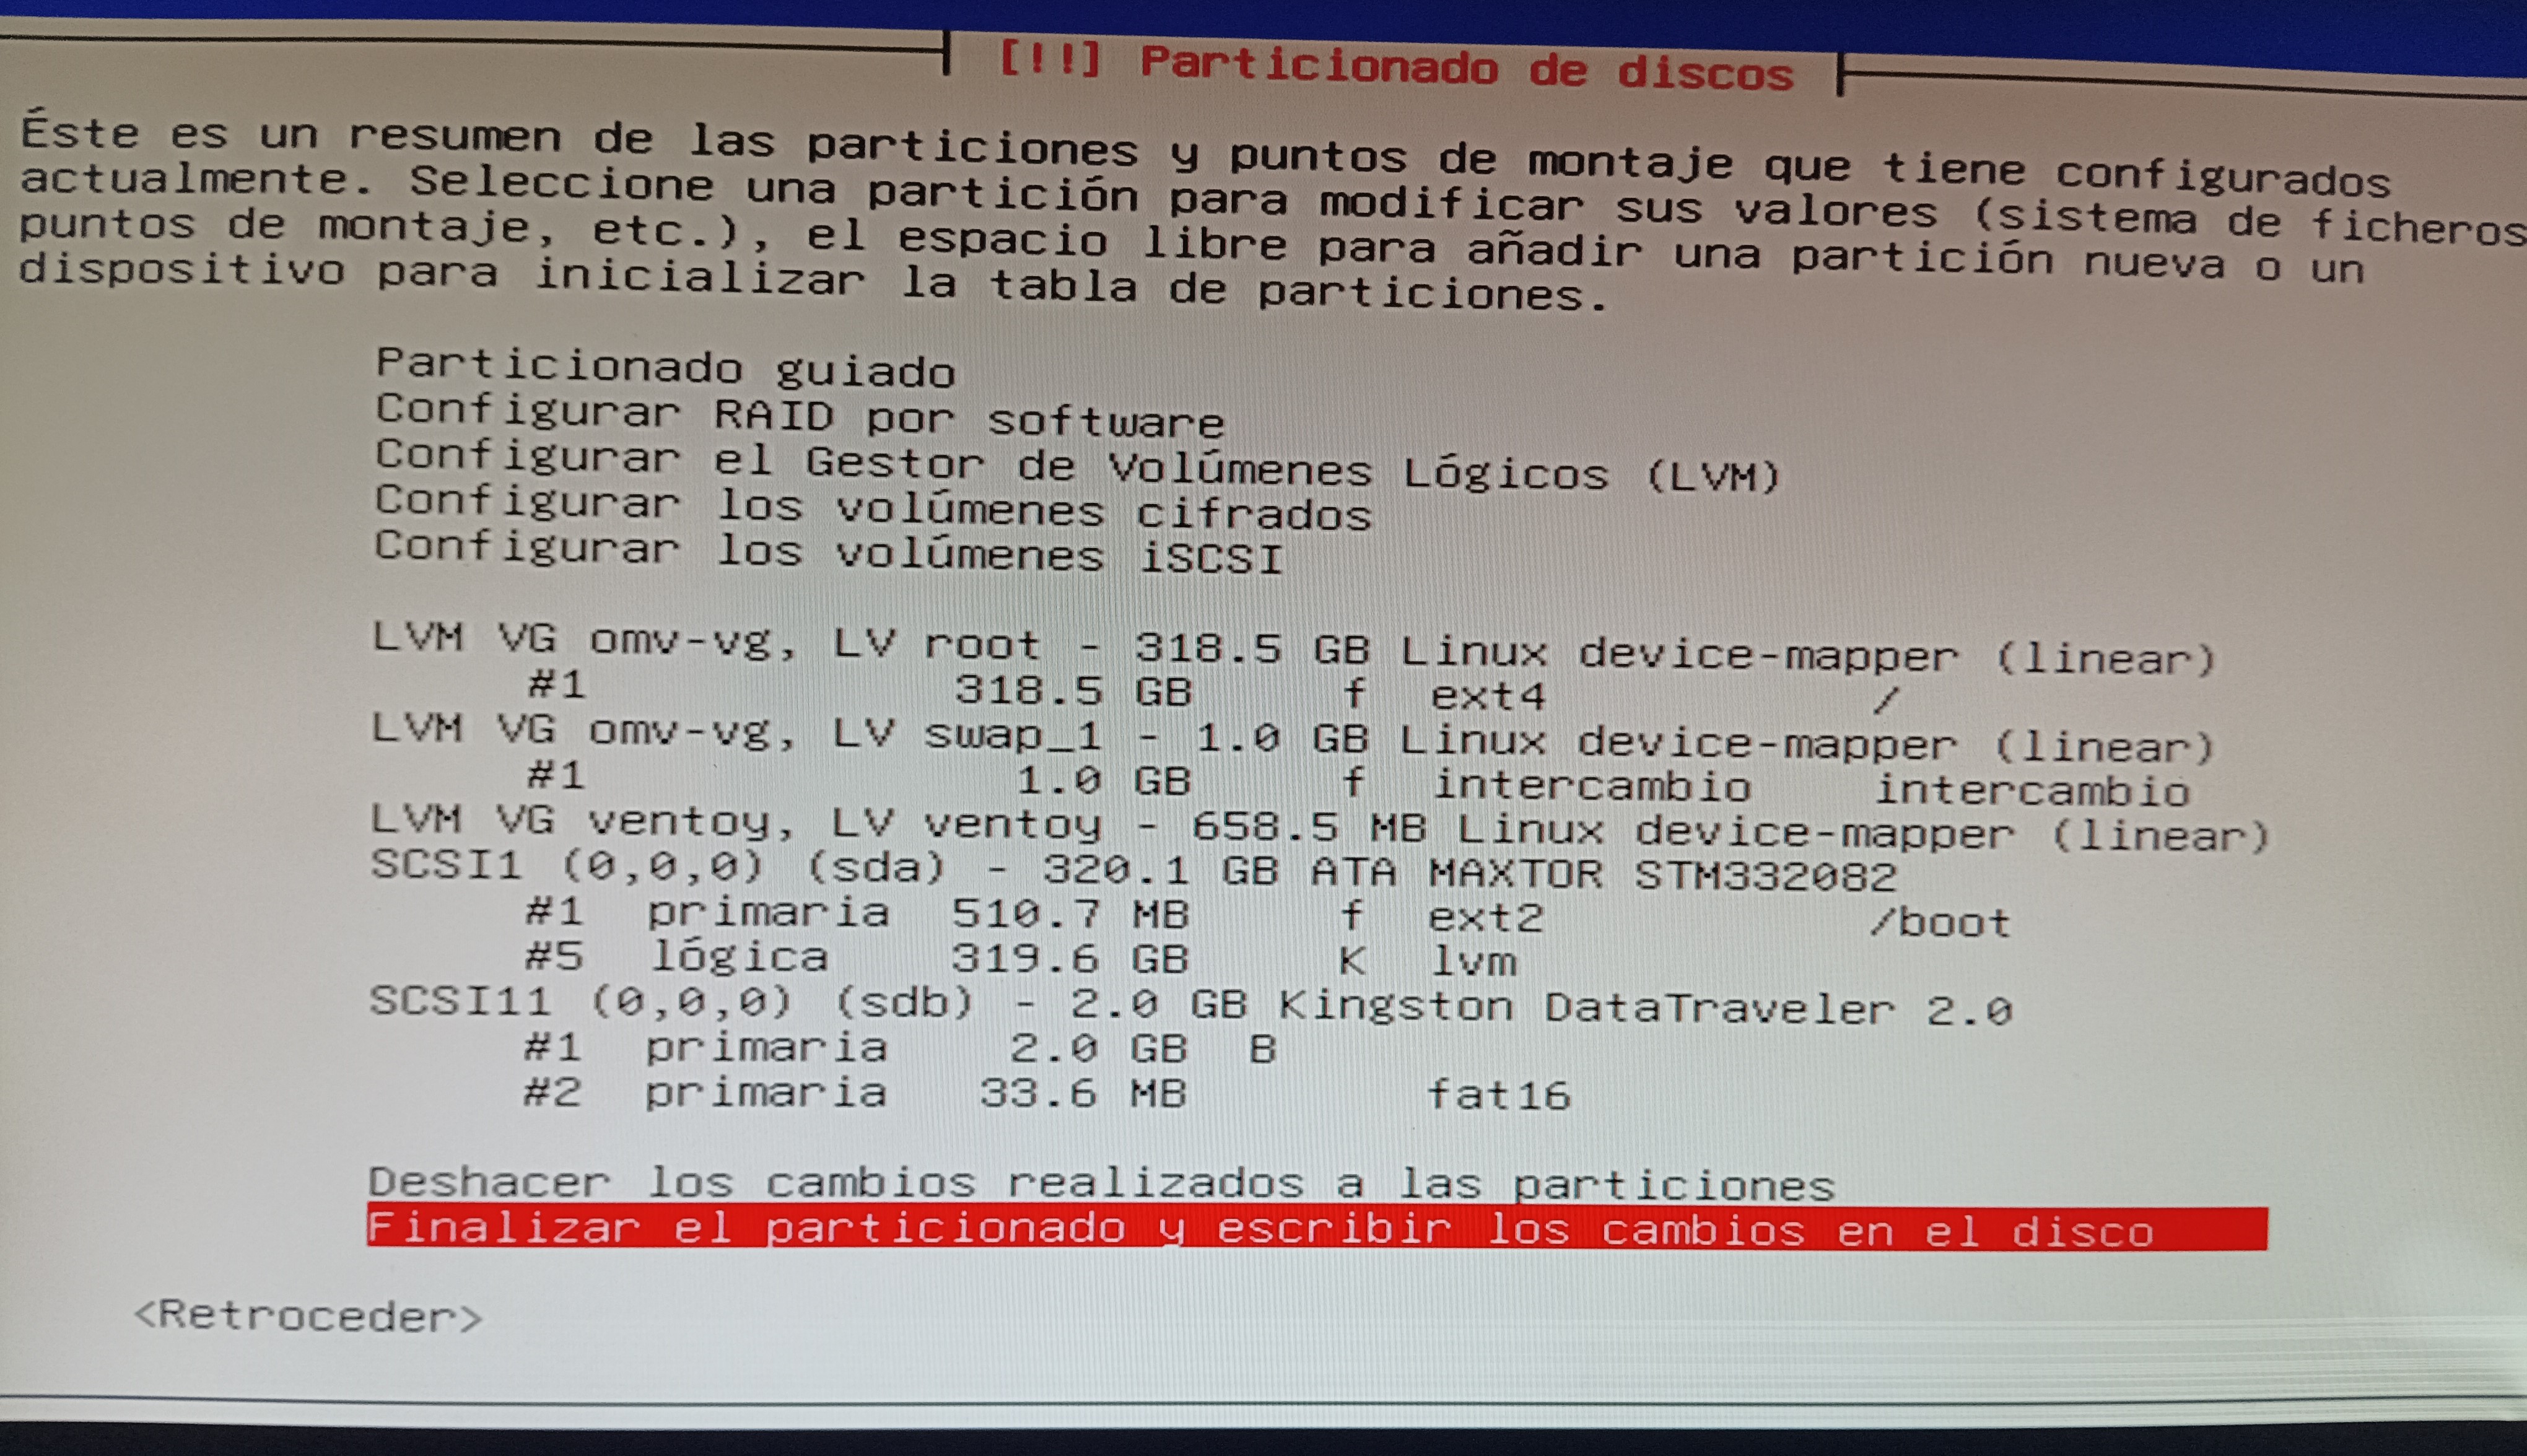 [!!] Particionado de discos
Éste es un resumen de las particiones y puntos de montaje que tiene configurados
actualmente. Seleccione una partición para modificar sus valores (sistema de ficheros
puntos de montaje, etc.), el espacio libre para añadir una partición nueva o un
dispositivo para inicializar la tabla de particiones.
Particionado guiado
Configurar RAID por software
Configurar el Gestor de Volúmenes Lógicos (LVM)
Configurar los volúmenes cifrados
Configurar los volúmenes iSCSI
LVM VG omv-vg, LV root - 318.5 GB Linux device-mapper (linear)
#1 318.5 GB f ext4 /
LVM VG omv-vg, LV swap_1 - 1.0 GB Linux device-mapper (linear)
#1 1.0 GB f intercambio intercambio
LVM VG ventoy, LV ventoy - 658.5 MB Linux device-mapper (linear)
SCSI1 (0,0,0) (sda) - 320.1 GB ATA MAXTOR STM332082
#1 primaria 510.7 MB f ext2 /boot
#5 lógica 319.6 GB K lvm
SCSI11 (0,0,0) (sdb) - 2.0 GB Kingston DataTraveler 2.0
#1 primaria 2.0 GB B
#2 primaria 33.6 MB fat16
Deshacer los cambios realizados a las particiones
Finalizar el particionado y escribir los cambios en el disco
<Retroceder>